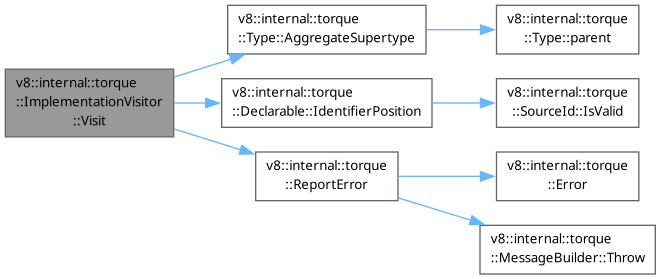 v8::internal::torque
::ImplementationVisitor
::Visit
v8::internal::torque
::Type::AggregateSupertype
v8::internal::torque
::Type::parent
v8::internal::torque
::Declarable::IdentifierPosition
v8::internal::torque
::SourceId::IsValid
v8::internal::torque
::ReportError
v8::internal::torque
::Error
v8::internal::torque
::MessageBuilder::Throw